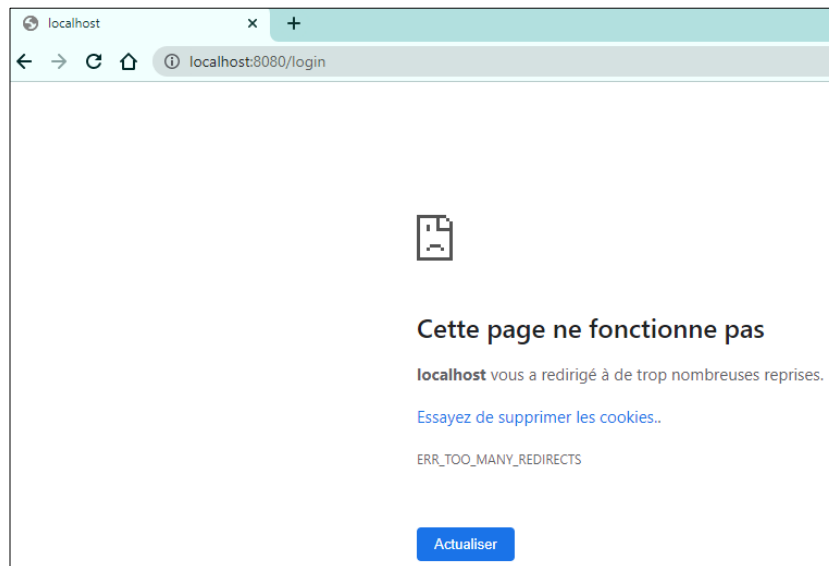 localhost
localhost:8080/login
Cette page ne fonctionne pas
localhost vous a redirigé à de trop nombreuses reprises.
Essayez de supprimer les cookies..
ERR_TOO_MANY_REDIRECTS
Actualiser